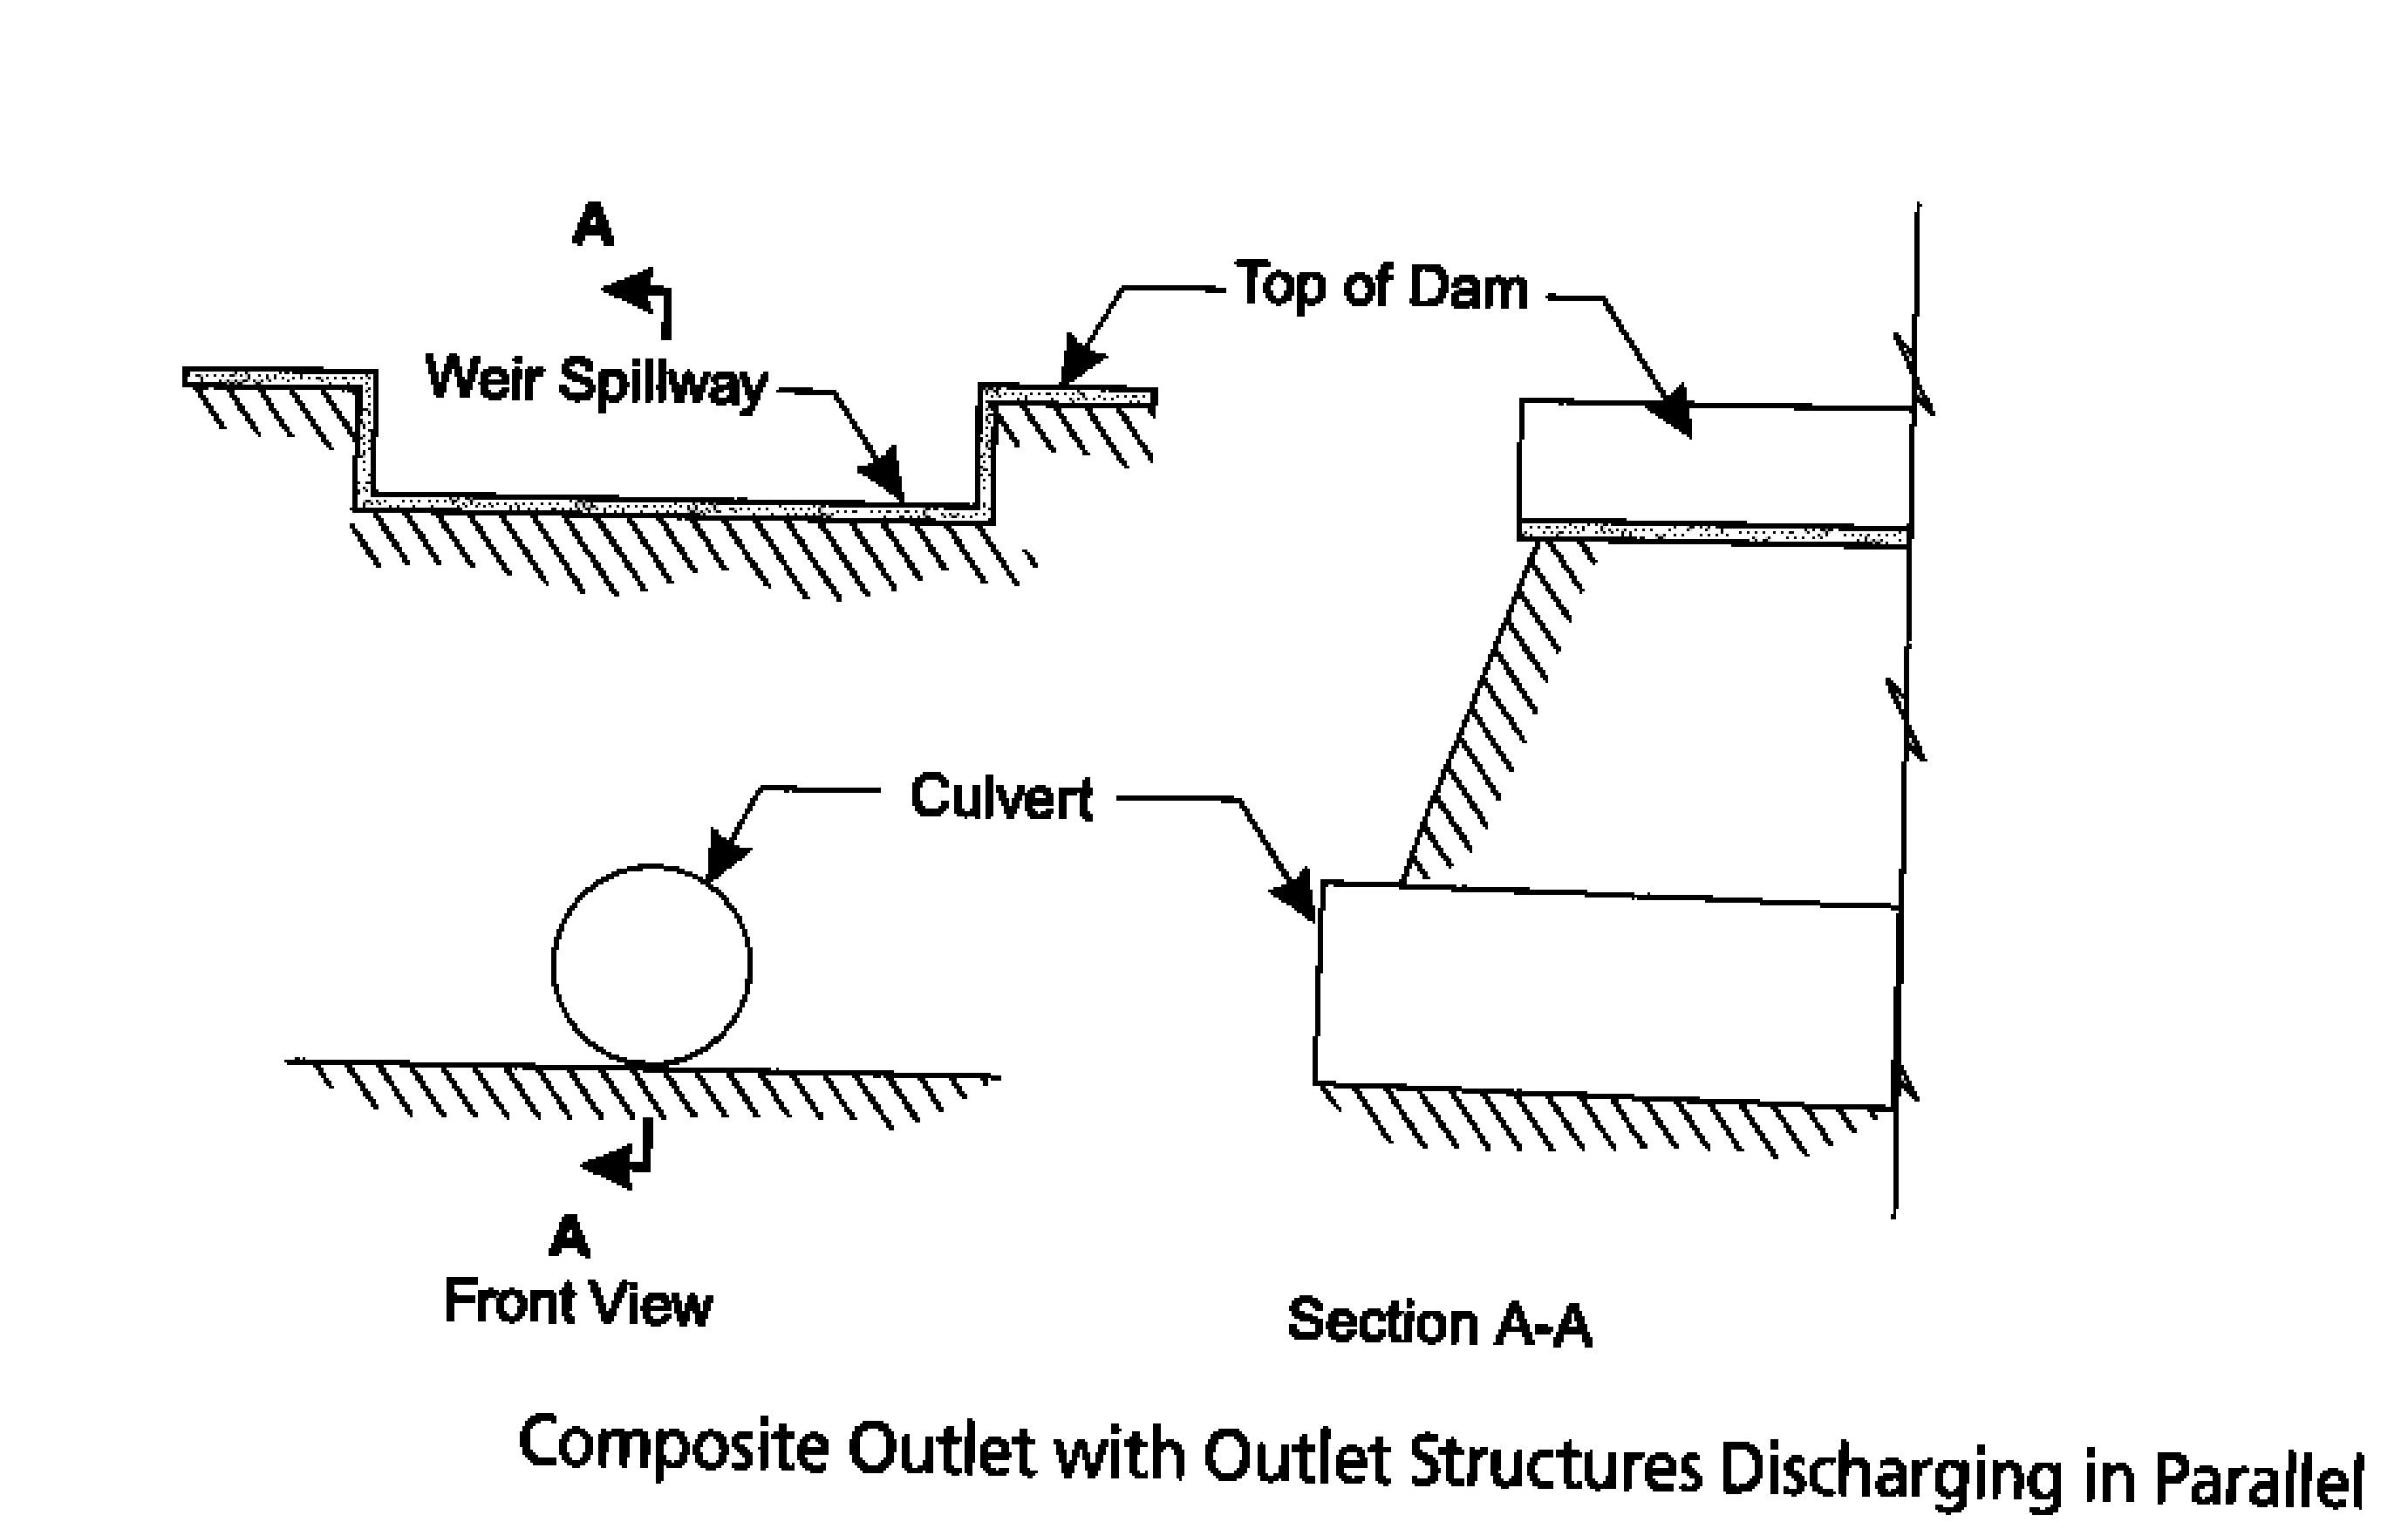 A
Top of Dam
Weir Spillway
Culvert
A
Front View
Section A-A
Composite Outlet with Outlet Structures Discharging in Parallel